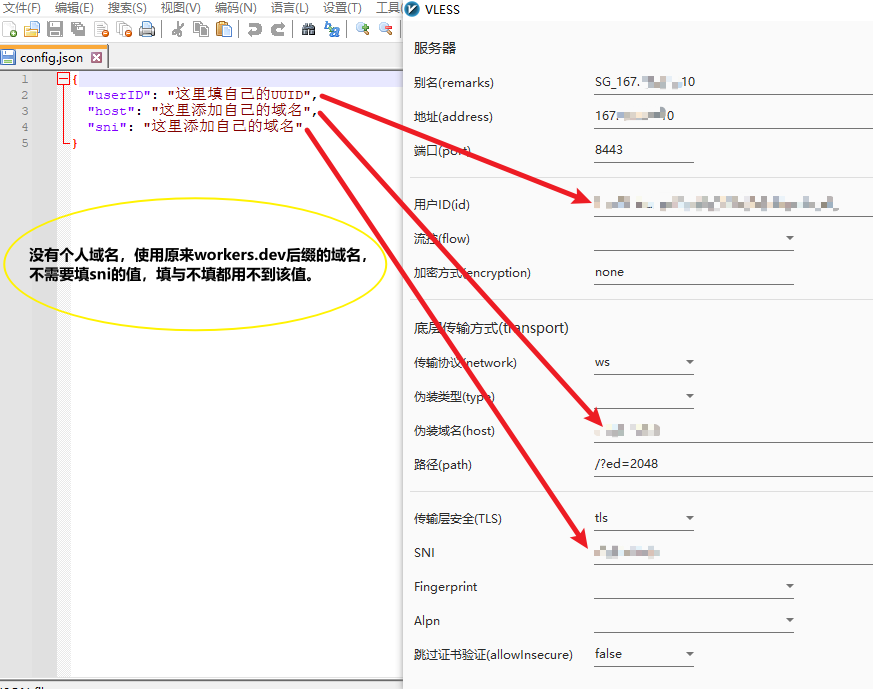 文件(F) 编辑(E) 搜索(S) 视图(V) 编码(N) 语言(L) 设置(T) 工具
config.json
1 {
2 "userID": "这里填自己的UUID",
3 "host": "这里添加自己的域名",
4 "sni": "这里添加自己的域名"
5 }
没有个人域名，使用原来workers.dev后缀的域名，
不需要填sni的值，填与不填都用不到该值。
VLESS
服务器
别名(remarks) SG_167. 10
地址(address) 167. 0
端口(port) 8443
用户ID(id)
流控(flow)
加密方式(encryption) none
底层传输方式(transport)
传输协议(network) ws
伪装类型(type)
伪装域名(host)
路径(path) /?ed=2048
传输层安全(TLS) tls
SNI
Fingerprint
Alpn
跳过证书验证(allowInsecure) false